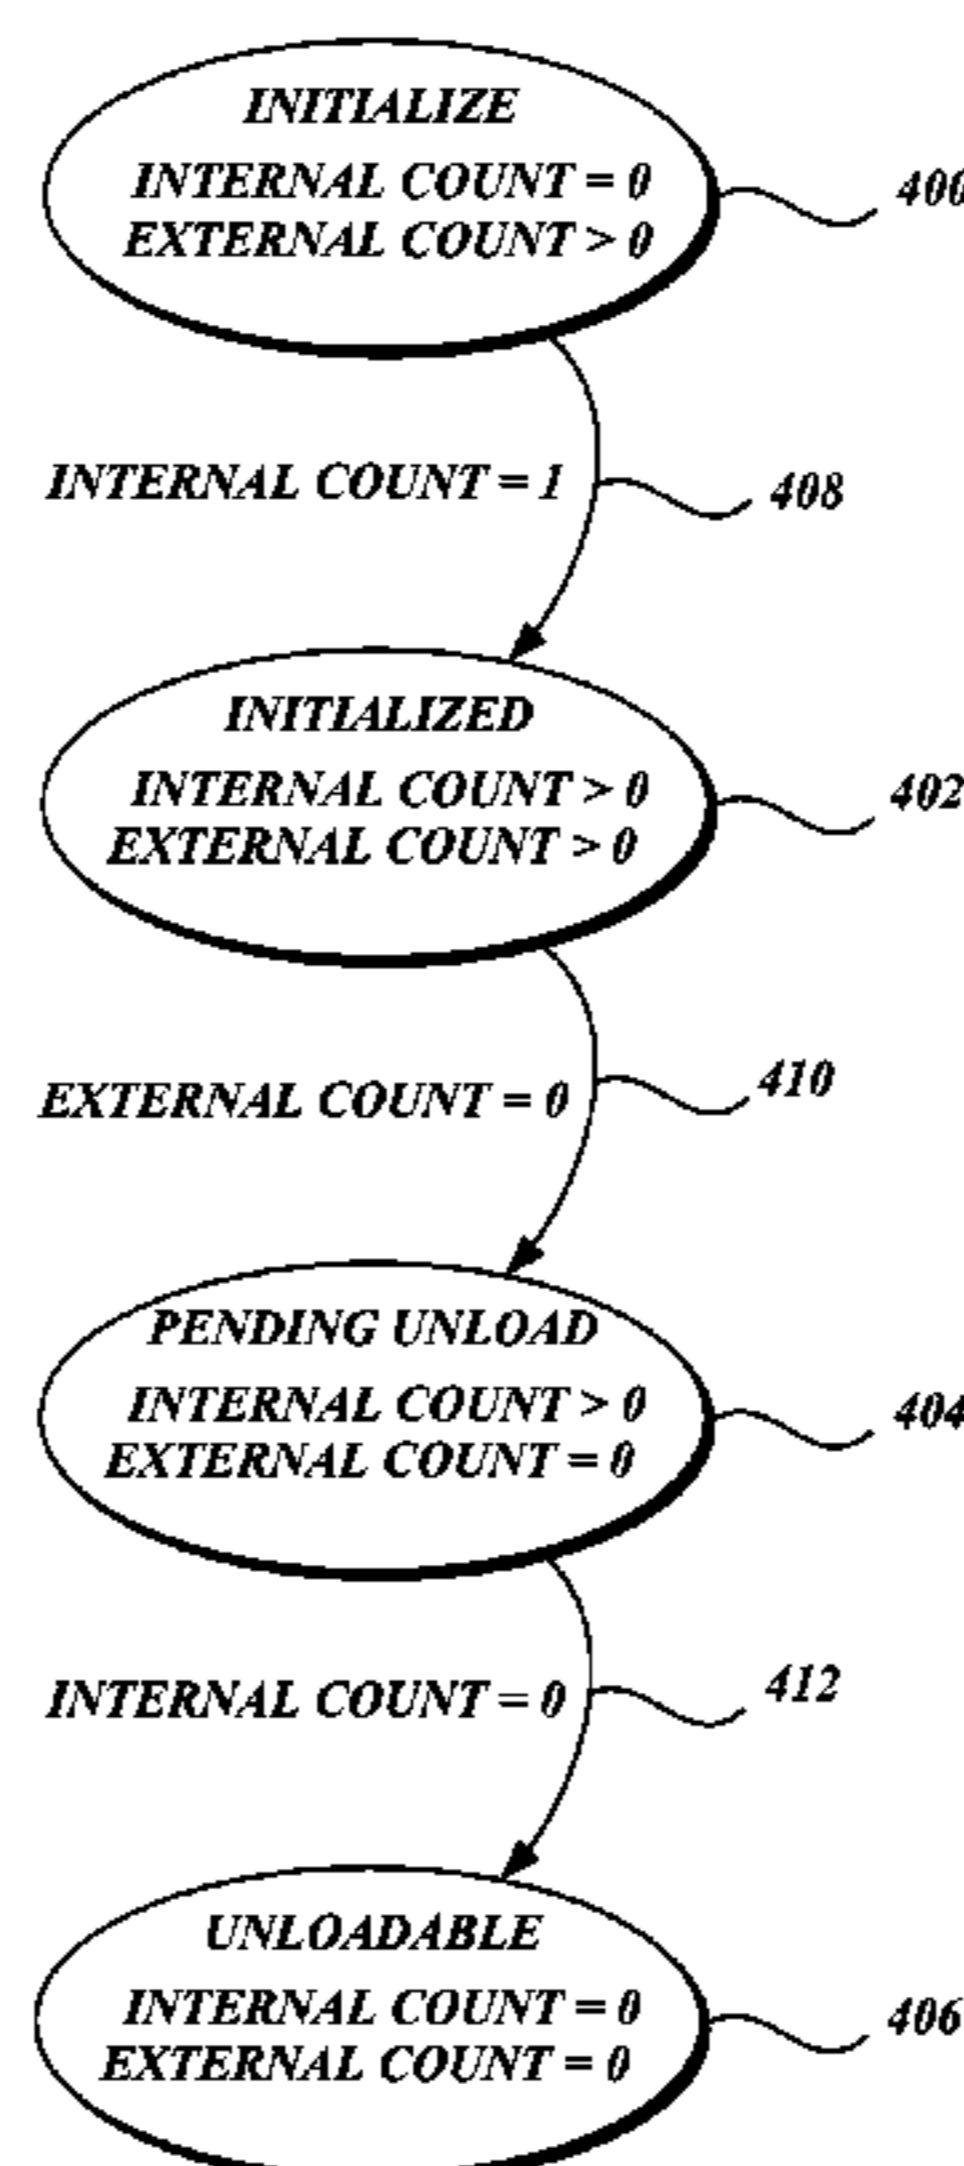 INITIALIZE
INTERNAL COUNT = 0
EXTERNAL COUNT > 0
400
INTERNAL COUNT = 1
408
INITIALIZED
INTERNAL COUNT > 0
EXTERNAL COUNT > 0
402
EXTERNAL COUNT = 0
410
PENDING UNLOAD
INTERNAL COUNT > 0
EXTERNAL COUNT = 0
404
INTERNAL COUNT = 0
412
UNLOADABLE
INTERNAL COUNT = 0
EXTERNAL COUNT = 0
406